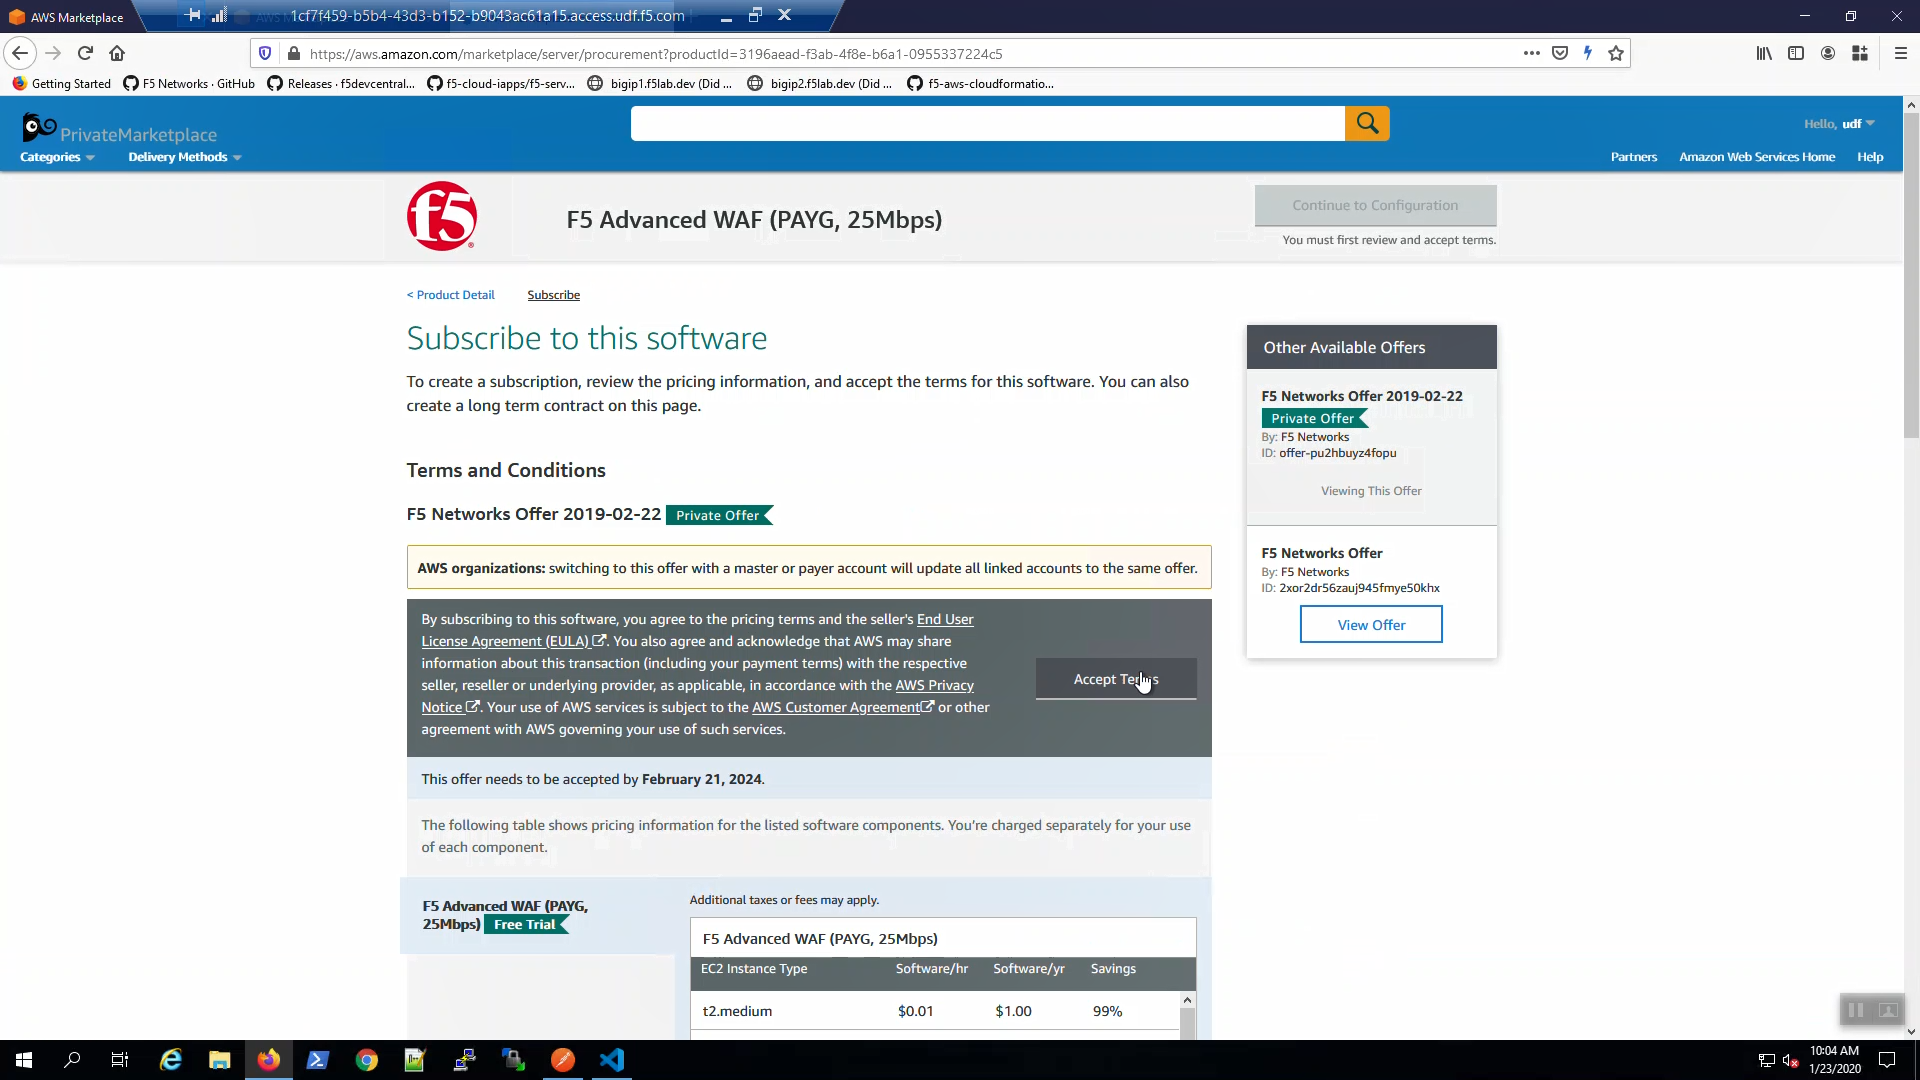 AWS Marketplace
1cf7f459-b5b4-43d3-b152-b9043ac61a15.access.udf.f5.com
https://aws.amazon.com/marketplace/server/procurement?productId=3196aead-f3ab-4f8e-b6a1-0955337224c5
Getting Started
F5 Networks · GitHub
Releases · f5devcentral...
f5-cloud-iapps/f5-serv...
bigip1.f5lab.dev (Did ...
bigip2.f5lab.dev (Did ...
f5-aws-cloudformatio...
PrivateMarketplace
Hello, udf
Categories
Delivery Methods
Partners
Amazon Web Services Home
Help
f5
F5 Advanced WAF (PAYG, 25Mbps)
Continue to Configuration
You must first review and accept terms.
< Product Detail
Subscribe
Subscribe to this software
To create a subscription, review the pricing information, and accept the terms for this software. You can also
create a long term contract on this page.
Terms and Conditions
F5 Networks Offer 2019-02-22 Private Offer
AWS organizations: switching to this offer with a master or payer account will update all linked accounts to the same offer.
By subscribing to this software, you agree to the pricing terms and the seller's End User
License Agreement (EULA). You also agree and acknowledge that AWS may share
information about this transaction (including your payment terms) with the respective
seller, reseller or underlying provider, as applicable, in accordance with the AWS Privacy
Notice. Your use of AWS services is subject to the AWS Customer Agreement or other
agreement with AWS governing your use of such services.
Accept Terms
This offer needs to be accepted by February 21, 2024.
The following table shows pricing information for the listed software components. You're charged separately for your use
of each component.
F5 Advanced WAF (PAYG,
25Mbps) Free Trial
Additional taxes or fees may apply.
F5 Advanced WAF (PAYG, 25Mbps)
EC2 Instance Type Software/hr Software/yr Savings
t2.medium $0.01 $1.00 99%
Other Available Offers
F5 Networks Offer 2019-02-22
Private Offer
By: F5 Networks
ID: offer-pu2hbuyz4fopu
Viewing This Offer
F5 Networks Offer
By: F5 Networks
ID: 2xor2dr56zauj945fmye50khx
View Offer
10:04 AM
1/23/2020